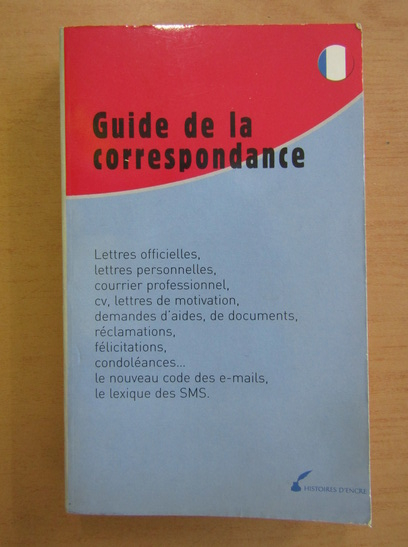 Guide de la
correspondance
Lettres officielles,
lettres personnelles,
courrier professionnel,
cv, lettres de motivation,
demandes d'aides, de documents,
réclamations,
félicitations,
condoléances...
le nouveau code des e-mails,
le lexique des SMS.
HISTOIRES D'ENCRE